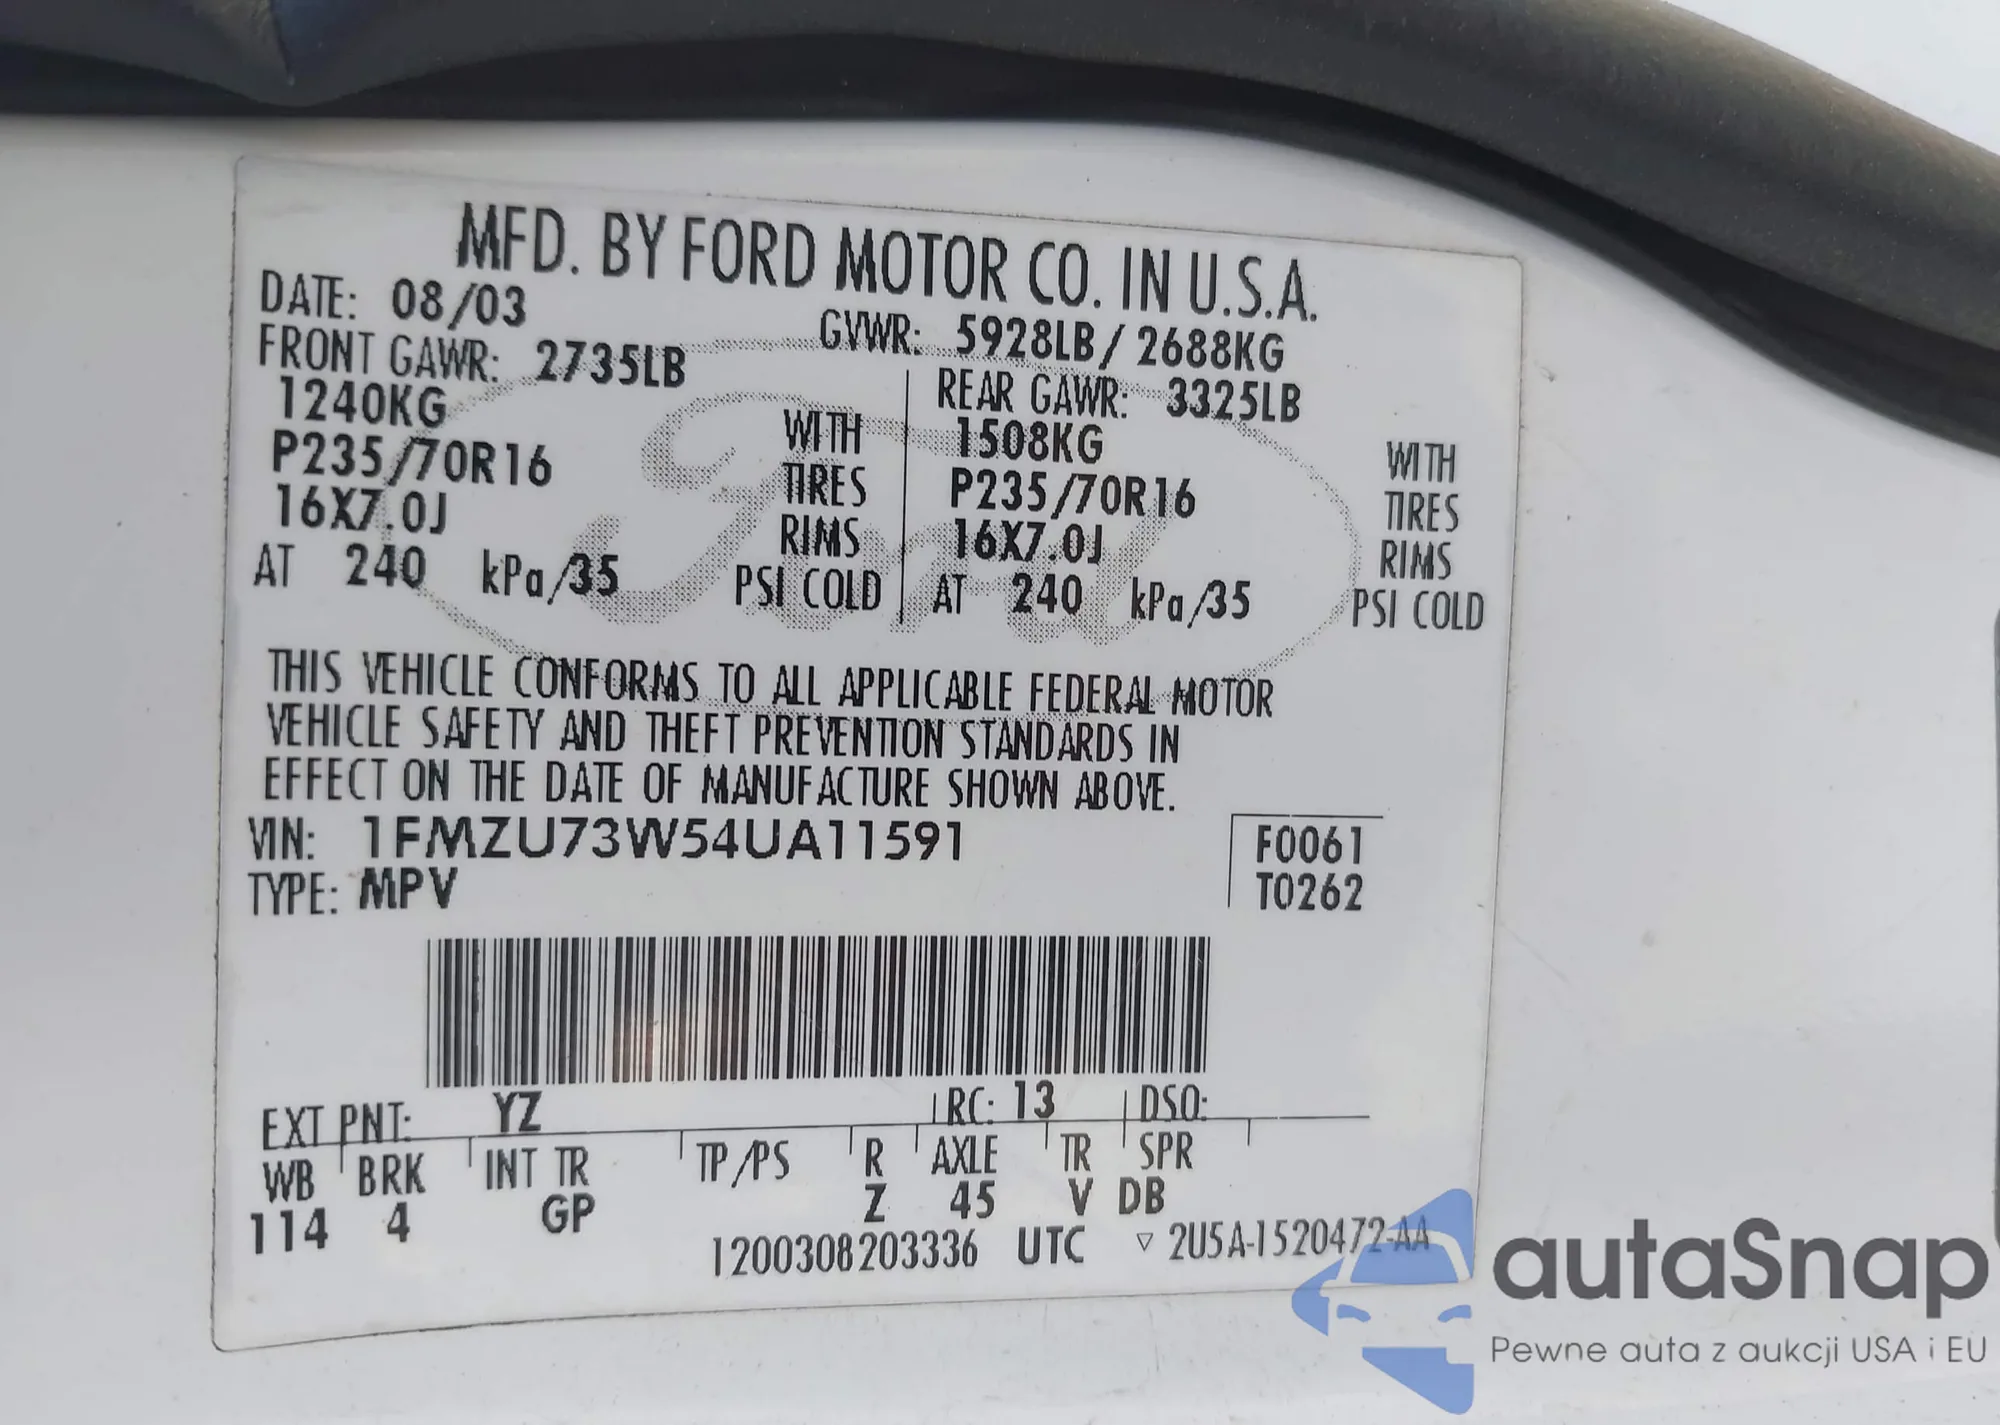 MFD. BY FORD MOTOR CO. IN U.S.A.
DATE: 08/03
GVWR: 5928LB/2688KG
FRONT GAWR: 2735LB
1240KG WITH
P235/70R16 TIRES
16X7.0J RIMS
AT 240 kPa/35 PSI COLD
REAR GAWR: 3325LB
1508KG WITH
P235/70R16 TIRES
16X7.0J RIMS
AT 240 kPa/35 PSI COLD
Ford
THIS VEHICLE CONFORMS TO ALL APPLICABLE FEDERAL MOTOR
VEHICLE SAFETY AND THEFT PREVENTION STANDARDS IN
EFFECT ON THE DATE OF MANUFACTURE SHOWN ABOVE.
VIN: 1FMZU73W54UA11591
TYPE: MPV
F0061
T0262
EXT PNT: YZ RC: 13 DSO:
WB BRK INT TR TP/PS R AXLE TR SPR
114 4 GP Z 45 V DB
1200308203336 UTC ▽ 2U5A-1520472-AA
autaSnap
Pewne auta z aukcji USA i EU